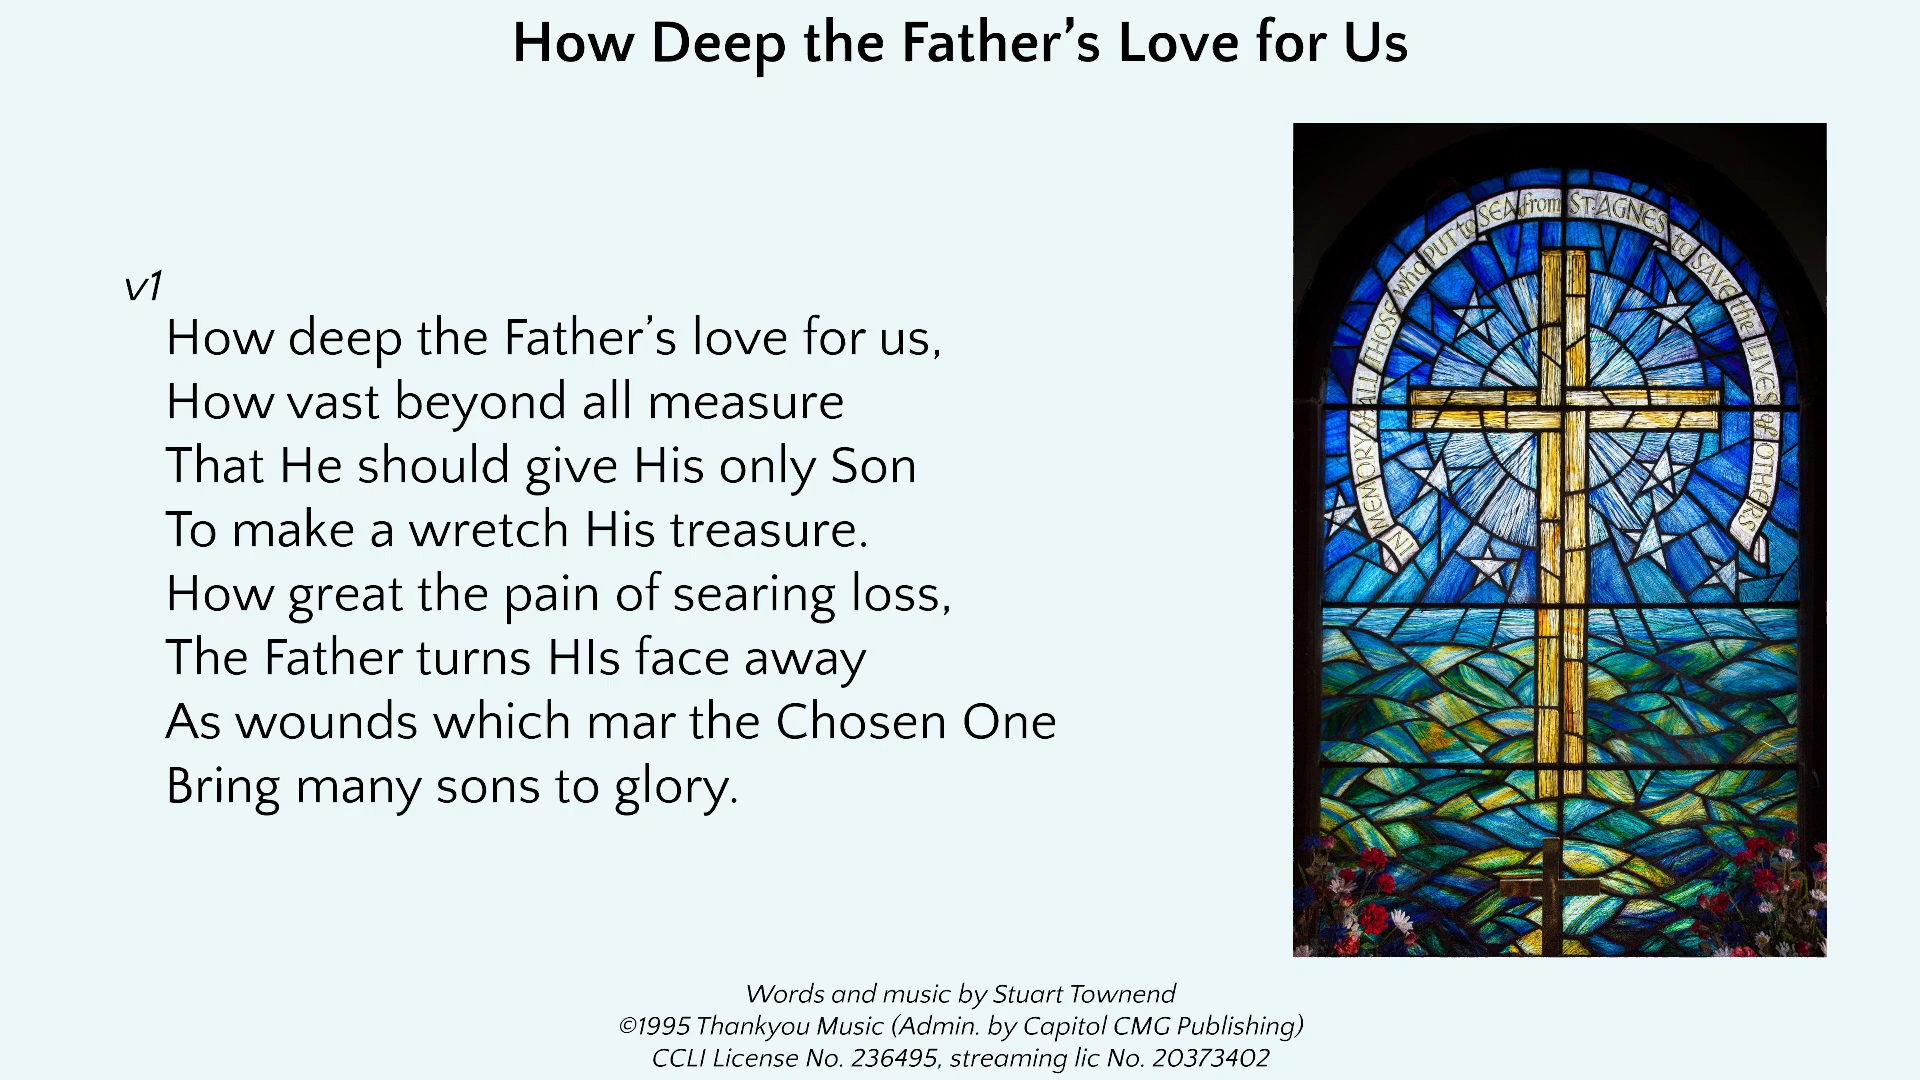 How Deep the Father’s Love for Us
v1
How deep the Father’s love for us,
How vast beyond all measure
That He should give His only Son
To make a wretch His treasure.
How great the pain of searing loss,
The Father turns HIs face away
As wounds which mar the Chosen One
Bring many sons to glory.
IN MEMORY of ALL THOSE who PUT to SEA from ST. AGNES to SAVE the LIVES of OTHERS
Words and music by Stuart Townend
©1995 Thankyou Music (Admin. by Capitol CMG Publishing)
CCLI License No. 236495, streaming lic No. 20373402